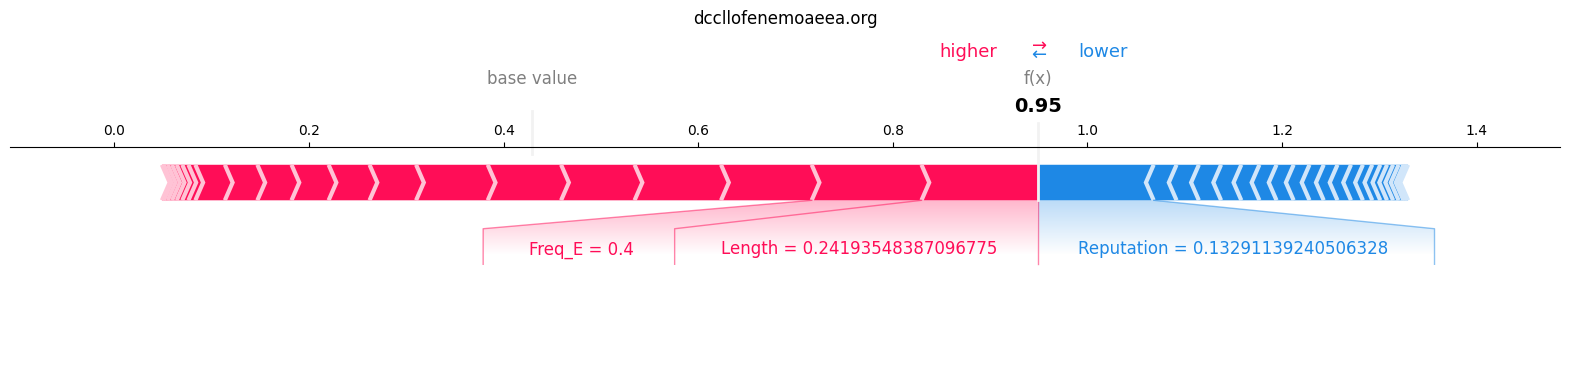 dccllofenemoaeea.org
higher ⇄ lower
base value f(x)
0.95
0.0 0.2 0.4 0.6 0.8 1.0 1.2 1.4
Freq_E = 0.4 Length = 0.24193548387096775 Reputation = 0.13291139240506328